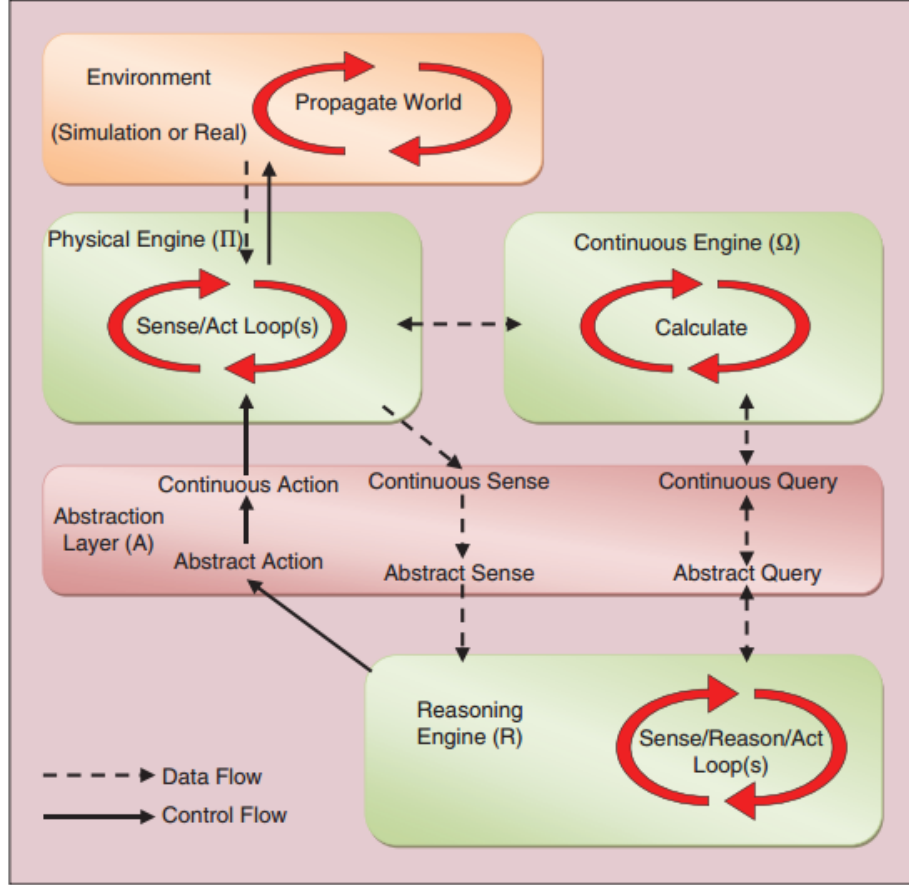 Environment
(Simulation or Real)
Propagate World
Physical Engine (Π)
Sense/Act Loop(s)
Continuous Engine (Ω)
Calculate
Continuous Action
Continuous Sense
Continuous Query
Abstraction
Layer (A)
Abstract Action
Abstract Sense
Abstract Query
Reasoning
Engine (R)
Sense/Reason/Act
Loop(s)
Data Flow
Control Flow